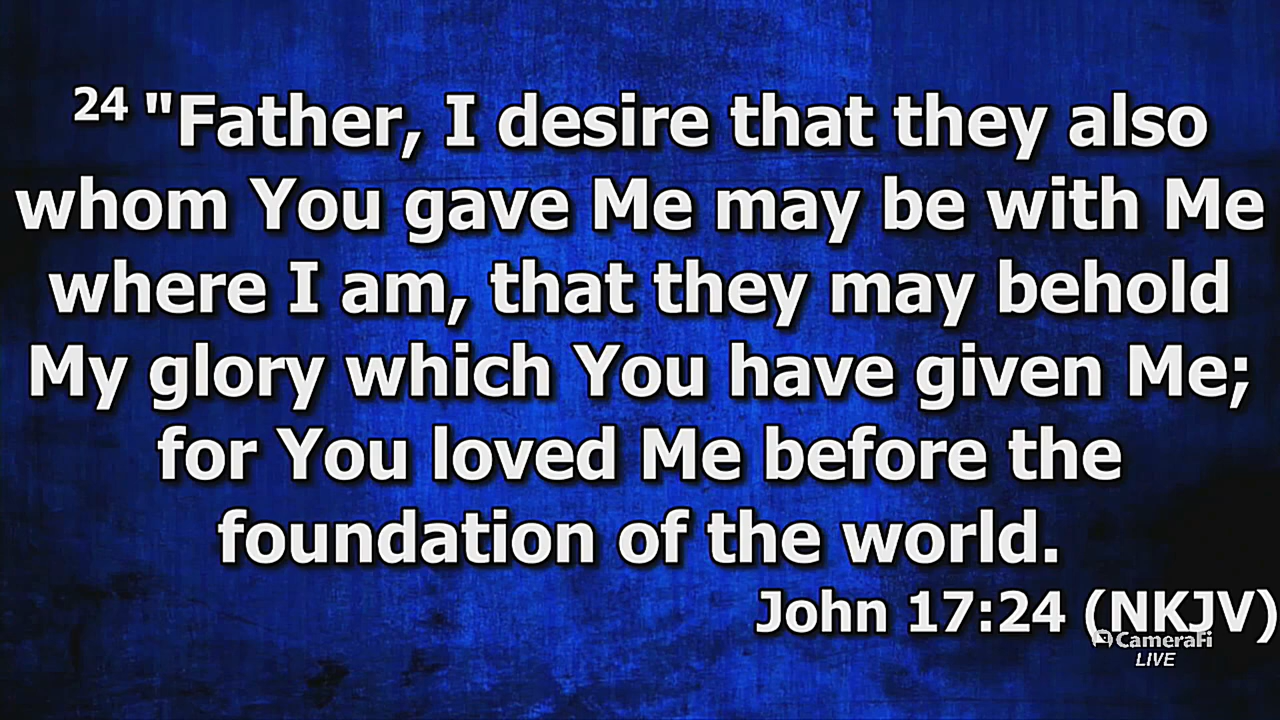 24 "Father, I desire that they also
whom You gave Me may be with Me
where I am, that they may behold
My glory which You have given Me;
for You loved Me before the
foundation of the world.
John 17:24 (NKJV)
CameraFi
LIVE